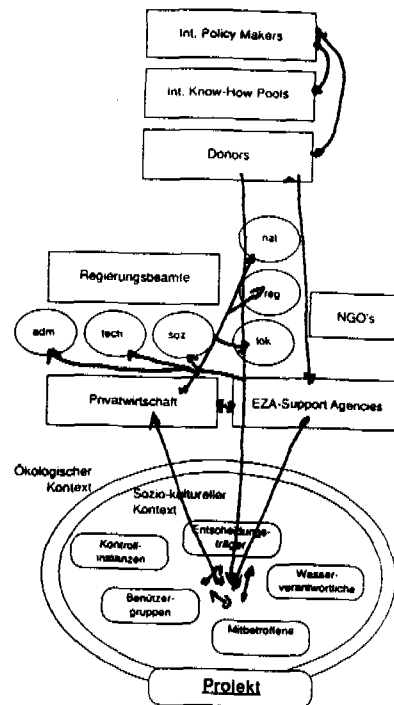 Int. Policy Makers
Int. Know-How Pools
Donors
nat
Regierungsbeamte
reg
NGO's
adm
tech
soz
lok
Privatwirtschaft
EZA-Support Agencies
Ökologischer
Kontext
Sozio-kultureller
Kontext
Entscheidungs-
träger
Kontroll-
instanzen
Wasser-
verantwortliche
Benützer-
gruppen
Mitbetroffene
Projekt